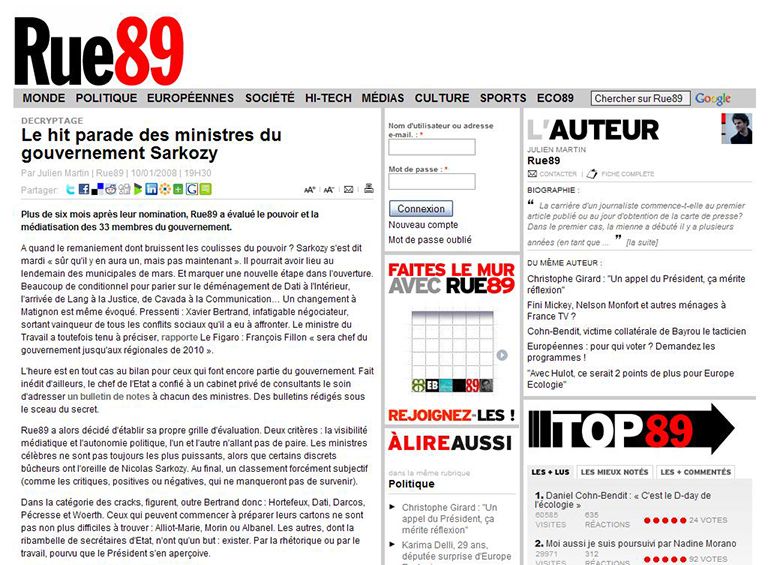 Rue89
MONDE POLITIQUE EUROPÉENNES SOCIÉTÉ HI-TECH MÉDIAS CULTURE SPORTS ECO89 Chercher sur Rue89 Google
DECRYPTAGE
Le hit parade des ministres du
gouvernement Sarkozy
Par Julien Martin | Rue89 | 10/01/2008 | 19H30
Partager:
Plus de six mois après leur nomination, Rue89 a évalué le pouvoir et la
médiatisation des 33 membres du gouvernement.
A quand le remaniement dont bruissent les coulisses du pouvoir ? Sarkozy s'est dit
mardi « sûr qu'il y en aura un, mais pas maintenant ». Il pourrait avoir lieu au
lendemain des municipales de mars. Et marquer une nouvelle étape dans l'ouverture.
Beaucoup de conditionnel pour parier sur le déménagement de Dati à l'Intérieur,
l'arrivée de Lang à la Justice, de Cavada à la Communication... Un changement à
Matignon est même évoqué. Pressenti : Xavier Bertrand, infatigable négociateur,
sortant vainqueur de tous les conflits sociaux qu'il a eu à affronter. Le ministre du
Travail a toutefois tenu à préciser, rapporte Le Figaro : François Fillon « sera chef du
gouvernement jusqu'aux régionales de 2010 ».
L'heure est en tout cas au bilan pour ceux qui font encore partie du gouvernement. Fait
inédit d'ailleurs, le chef de l'Etat a confié à un cabinet privé de consultants le soin
d'adresser un bulletin de notes à chacun des ministres. Des bulletins rédigés sous
le sceau du secret.
Rue89 a alors décidé d'établir sa propre grille d'évaluation. Deux critères : la visibilité
médiatique et l'autonomie politique, l'un et l'autre n'allant pas de paire. Les ministres
célèbres ne sont pas toujours les plus puissants, alors que certains discrets
bûcheurs ont l'oreille de Nicolas Sarkozy. Au final, un classement forcément subjectif
(comme les critiques, positives ou négatives, qui ne manqueront pas de survenir).
Dans la catégorie des cracks, figurent, outre Bertrand donc : Hortefeux, Dati, Darcos,
Pécresse et Woerth. Ceux qui peuvent commencer à préparer leurs cartons ne sont
pas non plus difficiles à trouver : Alliot-Marie, Morin ou Albanel. Les autres, dont la
ribambelle de secrétaires d'Etat, n'ont qu'un but : exister. Par la rhétorique ou par le
travail, pourvu que le Président s'en aperçoive.
Nom d'utilisateur ou adresse
e-mail. : *
Mot de passe : *
Connexion
Nouveau compte
Mot de passe oublié
FAITES LE MUR
AVEC RUE89
REJOIGNEZ-LES !
À LIRE AUSSI
dans la même rubrique
Politique
Christophe Girard : "Un
appel du Président, ça
mérite réflexion"
Karima Delli, 29 ans,
députée surprise d'Europe
L'AUTEUR
JULIEN MARTIN
Rue89
CONTACTER | FICHE COMPLÈTE
BIOGRAPHIE :
“ La carrière d'un journaliste commence-t-elle au premier
article publié ou au jour d'obtention de la carte de presse?
Dans le premier cas, la mienne a débuté il y a plusieurs
années (en tant que ... ” [la suite]
DU MÊME AUTEUR :
Christophe Girard : "Un appel du Président, ça mérite
réflexion"
Fini Mickey, Nelson Monfort et autres ménages à
France TV ?
Cohn-Bendit, victime collatérale de Bayrou le tacticien
Européennes : pour qui voter ? Demandez les
programmes !
"Avec Hulot, ce serait 2 points de plus pour Europe
Ecologie"
TOP89
LES + LUS LES MIEUX NOTÉS LES + COMMENTÉS
1. Daniel Cohn-Bendit : « C'est le D-day de
l'écologie »
60585 635
VISITES RÉACTIONS 24 VOTES
2. Moi aussi je suis poursuivi par Nadine Morano
28971 312
VISITES RÉACTIONS 92 VOTES